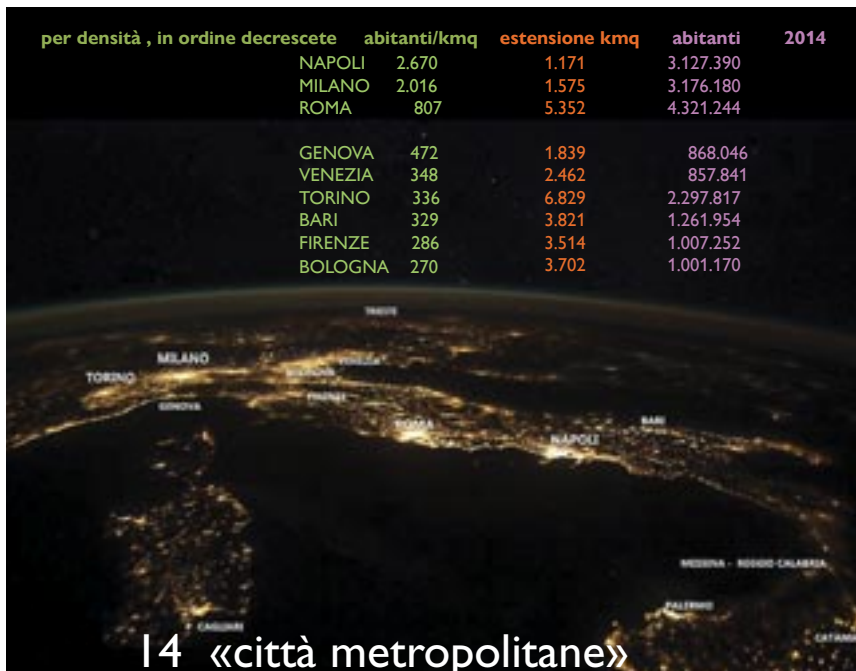 per densità , in ordine decrescete abitanti/kmq estensione kmq abitanti 2014
NAPOLI 2.670 1.171 3.127.390
MILANO 2.016 1.575 3.176.180
ROMA 807 5.352 4.321.244
GENOVA 472 1.839 868.046
VENEZIA 348 2.462 857.841
TORINO 336 6.829 2.297.817
BARI 329 3.821 1.261.954
FIRENZE 286 3.514 1.007.252
BOLOGNA 270 3.702 1.001.170
TRIESTE
MILANO
VENEZIA
TORINO
BOLOGNA
FIRENZE
GENOVA
ROMA
BARI
NAPOLI
MESSINA - REGGIO CALABRIA
PALERMO
CAGLIARI
CATANIA
14 «città metropolitane»